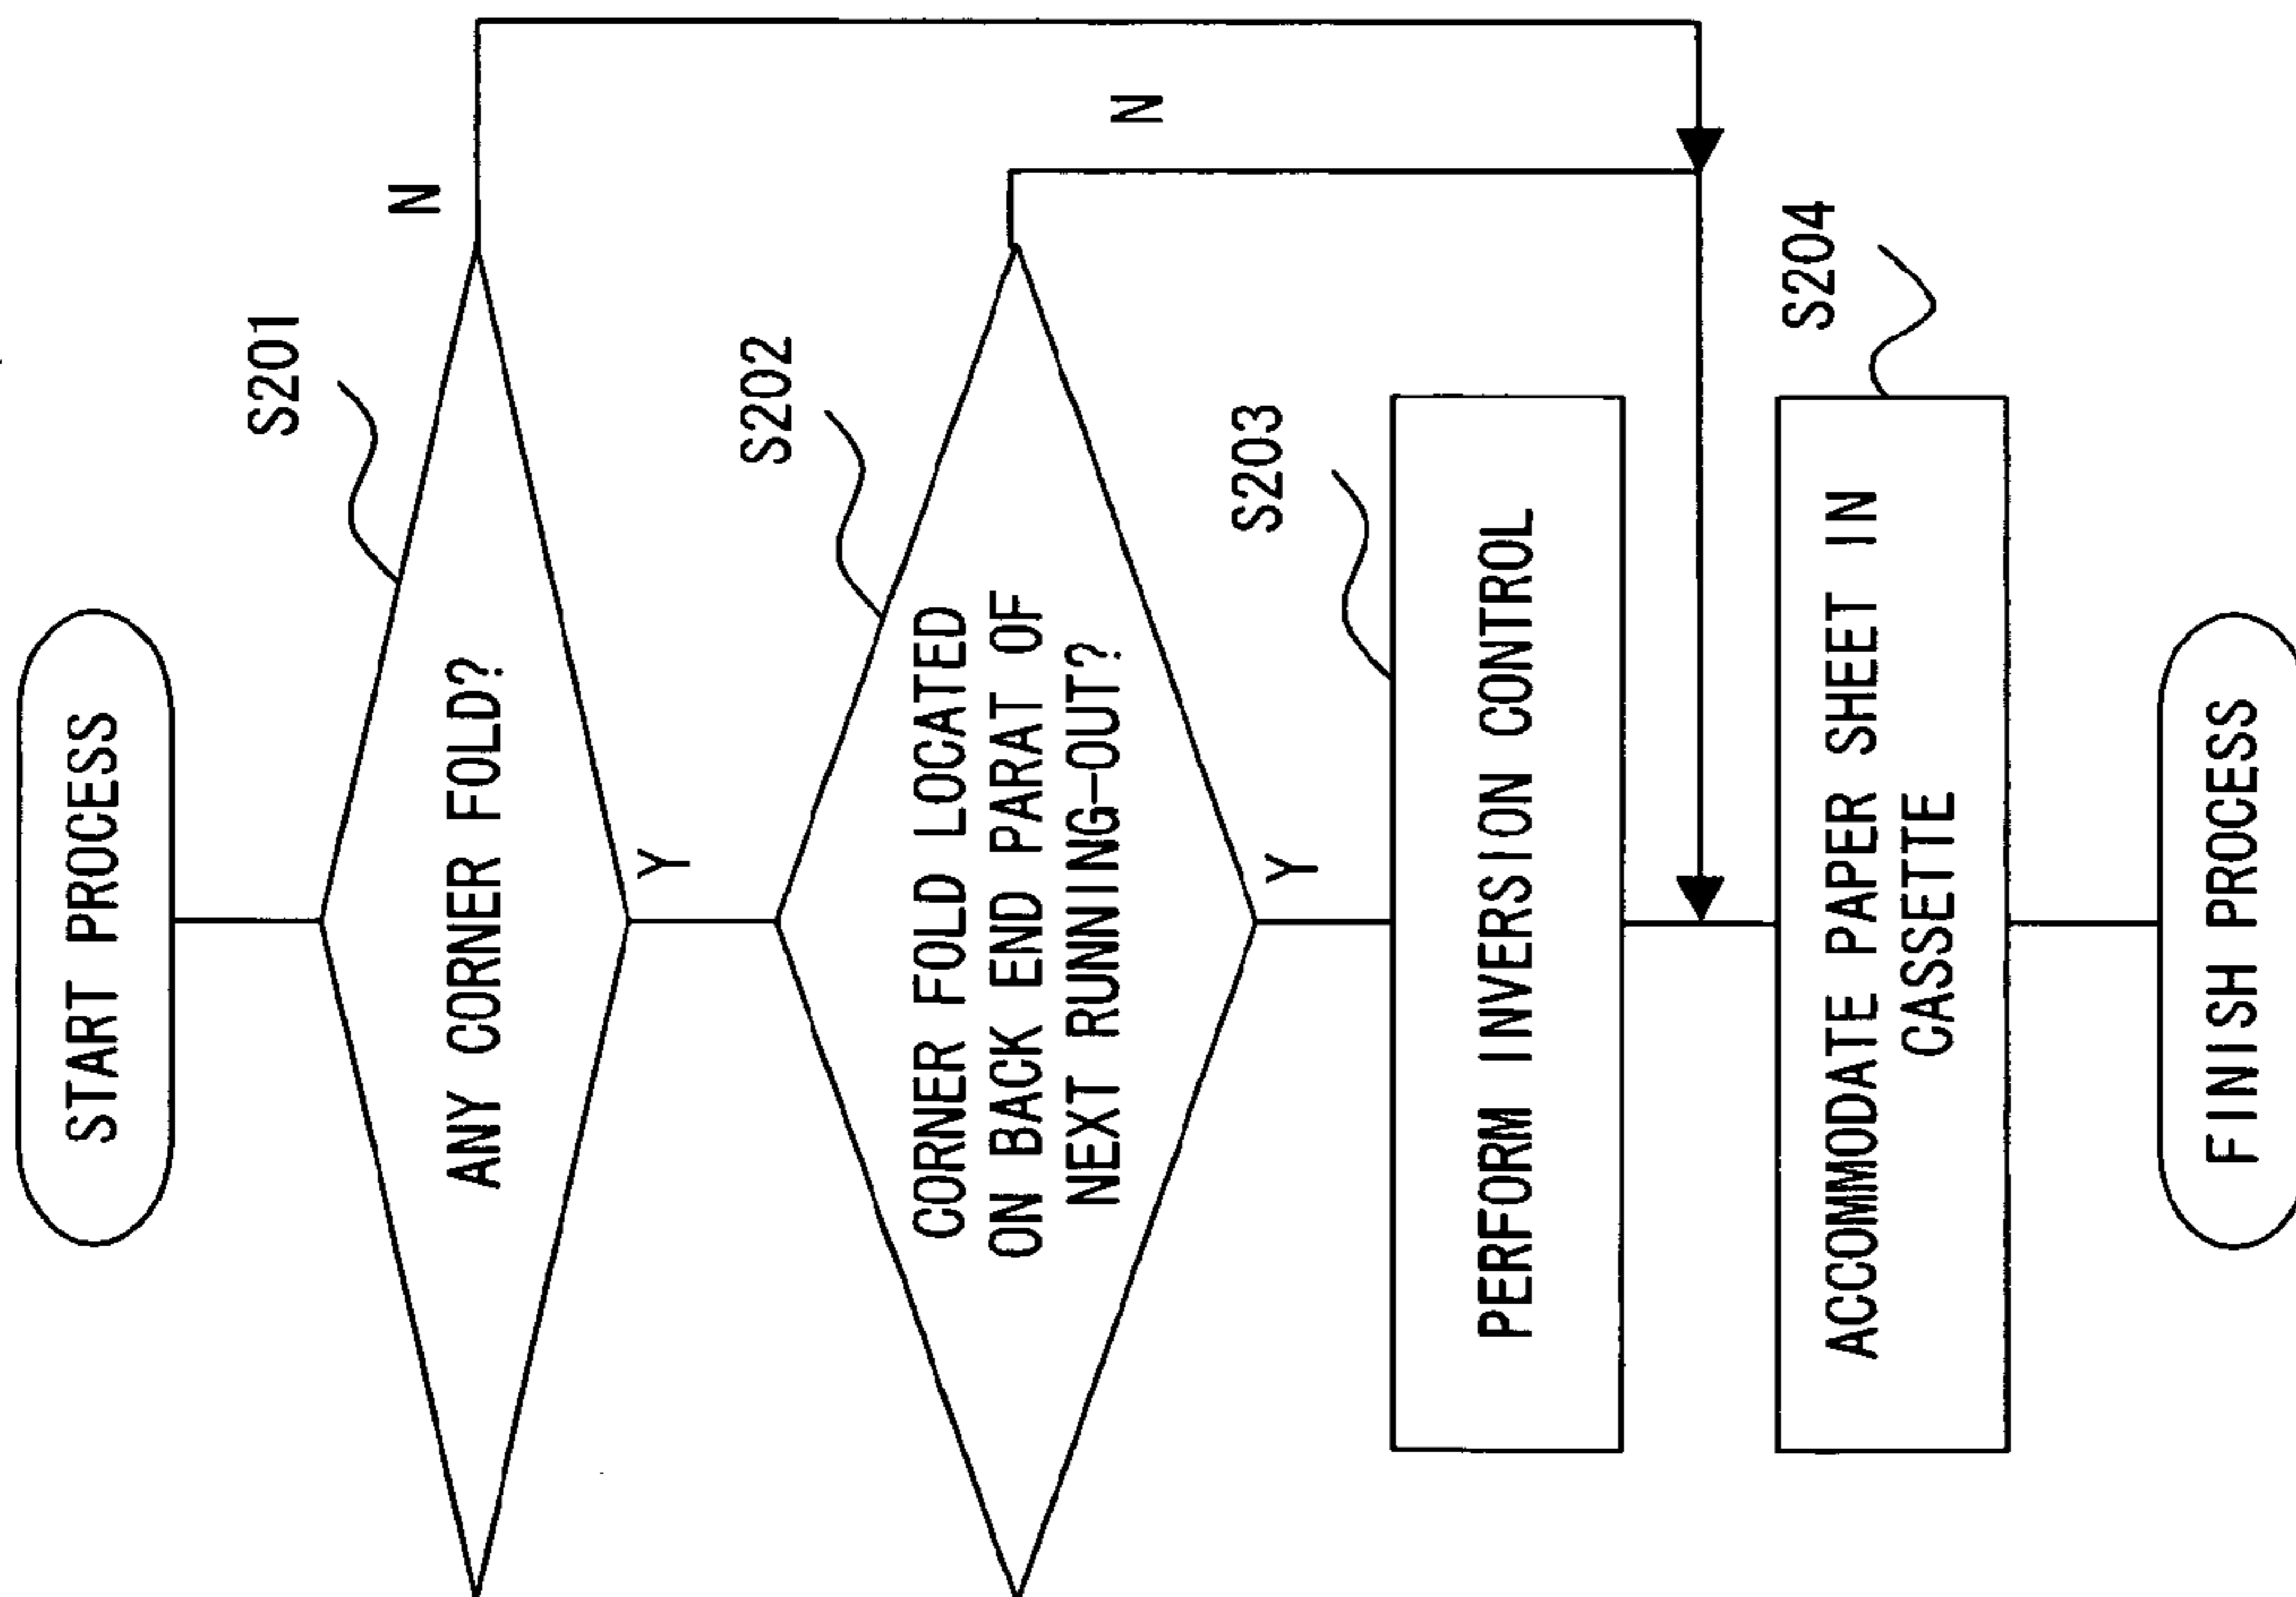 START PROCESS
S201
ANY CORNER FOLD?
N
Y
S202
CORNER FOLD LOCATED
ON BACK END PARAT OF
NEXT RUNNING-OUT?
N
Y
S203
PERFORM INVERSION CONTROL
S204
ACCOMMODATE PAPER SHEET IN
CASSETTE
FINISH PROCESS